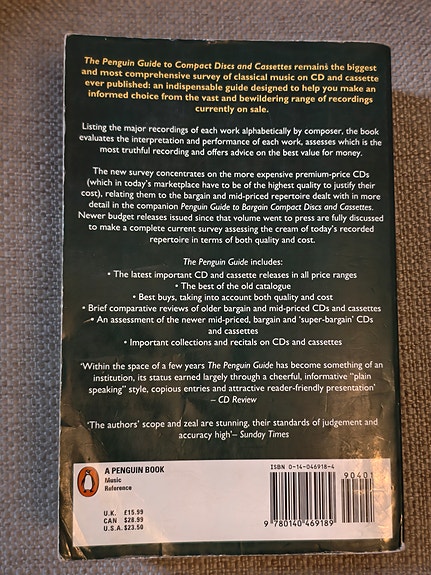 The Penguin Guide to Compact Discs and Cassettes remains the biggest
and most comprehensive survey of classical music on CD and cassette
ever published: an indispensable guide designed to help you make an
informed choice from the vast and bewildering range of recordings
currently on sale.
Listing the major recordings of each work alphabetically by composer, the book
evaluates the interpretation and performance of each work, assesses which is the
most truthful recording and offers advice on the best value for money.
The new survey concentrates on the more expensive premium-price CDs
(which in today's marketplace have to be of the highest quality to justify their
cost), relating them to the bargain and mid-priced repertoire dealt with in more
detail in the companion Penguin Guide to Bargain Compact Discs and Cassettes.
Newer budget releases issued since that volume went to press are fully discussed
to make a complete current survey assessing the cream of today's recorded
repertoire in terms of both quality and cost.
The Penguin Guide includes:
• The latest important CD and cassette releases in all price ranges
• The best of the old catalogue
• Best buys, taking into account both quality and cost
• Brief comparative reviews of older bargain and mid-priced CDs and cassettes
• An assessment of the newer mid-priced, bargain and 'super-bargain' CDs
and cassettes
• Important collections and recitals on CDs and cassettes
'Within the space of a few years The Penguin Guide has become something of an
institution, its status earned largely through a cheerful, informative "plain
speaking" style, copious entries and attractive reader-friendly presentation'
– CD Review
'The authors' scope and zeal are stunning, their standards of judgement and
accuracy high'– Sunday Times
A PENGUIN BOOK
Music
Reference
U.K. £15.99
CAN $28.99
U.S.A. $23.50
ISBN 0-14-046918-4
90401
9 780140 469189